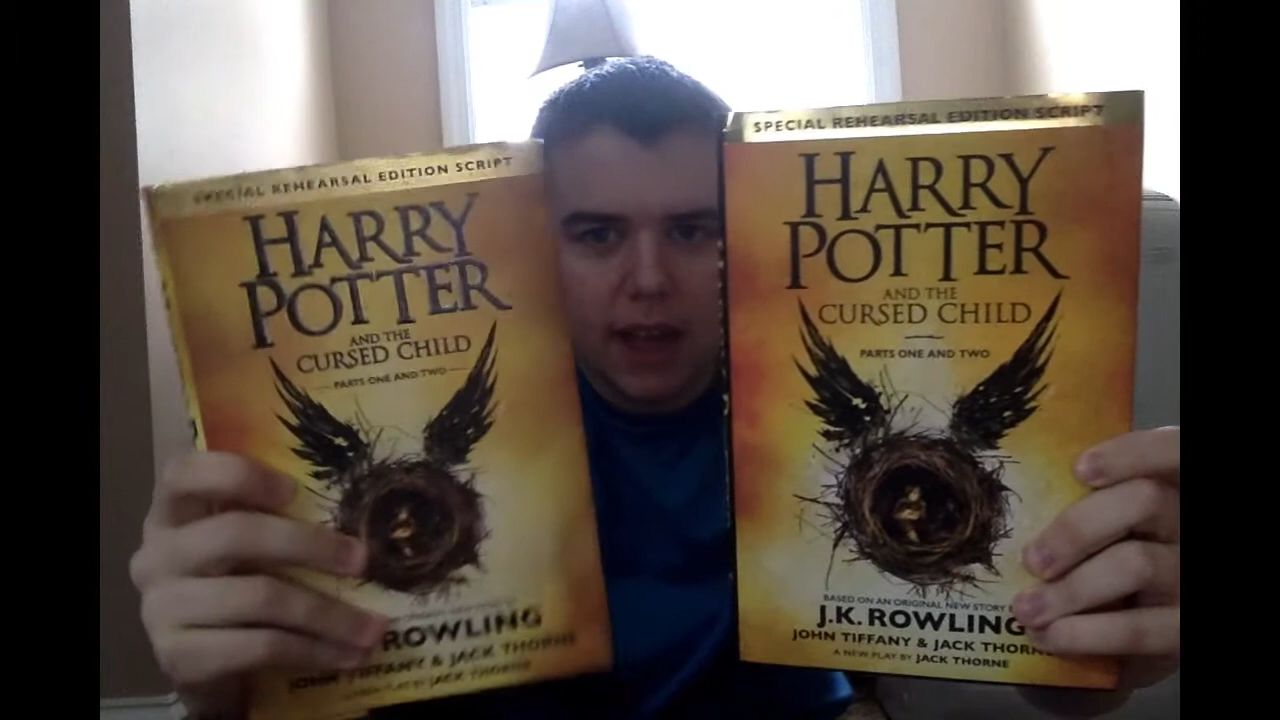 SPECIAL REHEARSAL EDITION SCRIPT
HARRY
POTTER
AND THE
CURSED CHILD
PARTS ONE AND TWO
ROWLING
JOHN TIFFANY & JACK THORNE
JACK THORNE
SPECIAL REHEARSAL EDITION SCRIPT
HARRY
POTTER
AND THE
CURSED CHILD
PARTS ONE AND TWO
BASED ON AN ORIGINAL NEW STORY
J.K. ROWLING
JOHN TIFFANY & JACK THORN
A NEW PLAY BY JACK THORNE